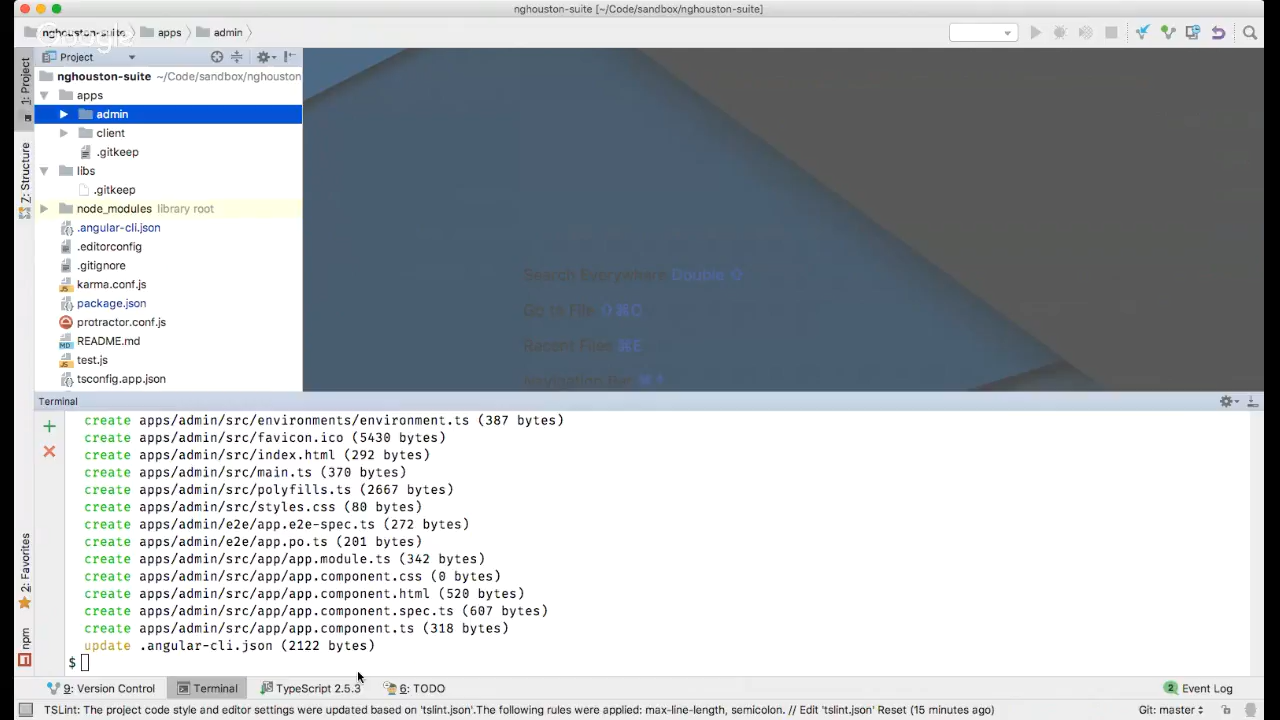 nghouston-suite [~/Code/sandbox/nghouston-suite]
nghouston-suite apps admin
Google
Project
nghouston-suite ~/Code/sandbox/nghouston
apps
admin
client
.gitkeep
libs
.gitkeep
node_modules library root
.angular-cli.json
.editorconfig
.gitignore
karma.conf.js
package.json
protractor.conf.js
README.md
test.js
tsconfig.app.json
1: Project
7: Structure
2: Favorites
npm
Search Everywhere Double ⇧
Go to File ⇧⌘O
Recent Files ⌘E
Navigation Bar ⌘↑
Terminal
create apps/admin/src/environments/environment.ts (387 bytes)
create apps/admin/src/favicon.ico (5430 bytes)
create apps/admin/src/index.html (292 bytes)
create apps/admin/src/main.ts (370 bytes)
create apps/admin/src/polyfills.ts (2667 bytes)
create apps/admin/src/styles.css (80 bytes)
create apps/admin/e2e/app.e2e-spec.ts (272 bytes)
create apps/admin/e2e/app.po.ts (201 bytes)
create apps/admin/src/app/app.module.ts (342 bytes)
create apps/admin/src/app/app.component.css (0 bytes)
create apps/admin/src/app/app.component.html (520 bytes)
create apps/admin/src/app/app.component.spec.ts (607 bytes)
create apps/admin/src/app/app.component.ts (318 bytes)
update .angular-cli.json (2122 bytes)
$
9: Version Control Terminal TypeScript 2.5.3 6: TODO 2 Event Log
TSLint: The project code style and editor settings were updated based on 'tslint.json'.The following rules were applied: max-line-length, semicolon. // Edit 'tslint.json' Reset (15 minutes ago) Git: master